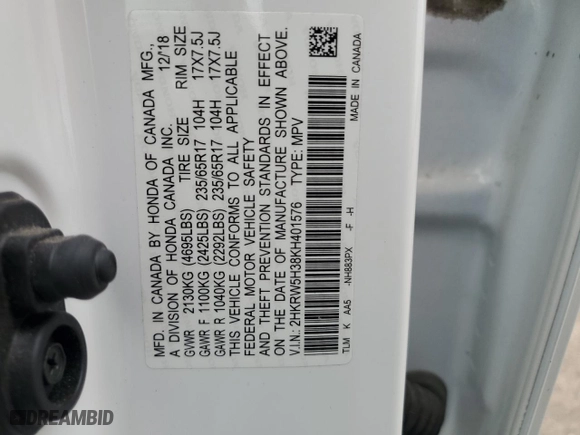 MFD. IN CANADA BY HONDA OF CANADA MFG.,
A DIVISION OF HONDA CANADA INC. 12/18
GVWR 2130KG (4695LBS) TIRE SIZE RIM SIZE
GAWR F 1100KG (2425LBS) 235/65R17 104H 17X7.5J
GAWR R 1040KG (2292LBS) 235/65R17 104H 17X7.5J
THIS VEHICLE CONFORMS TO ALL APPLICABLE
FEDERAL MOTOR VEHICLE SAFETY
AND THEFT PREVENTION STANDARDS IN EFFECT
ON THE DATE OF MANUFACTURE SHOWN ABOVE.
V.I.N.: 2HKRW5H38KH401576 TYPE: MPV
TLM K AA5 -NH883PX -F -H
MADE IN CANADA
DREAMBID